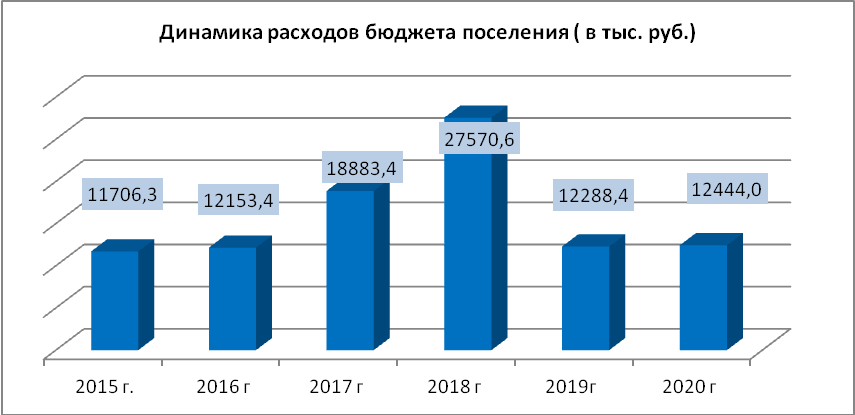 Динамика расходов бюджета поселения ( в тыс. руб.)
27570,6
18883,4
11706,3
12153,4
12288,4
12444,0
2015 г.
2016 г
2017 г
2018 г
2019г
2020 г